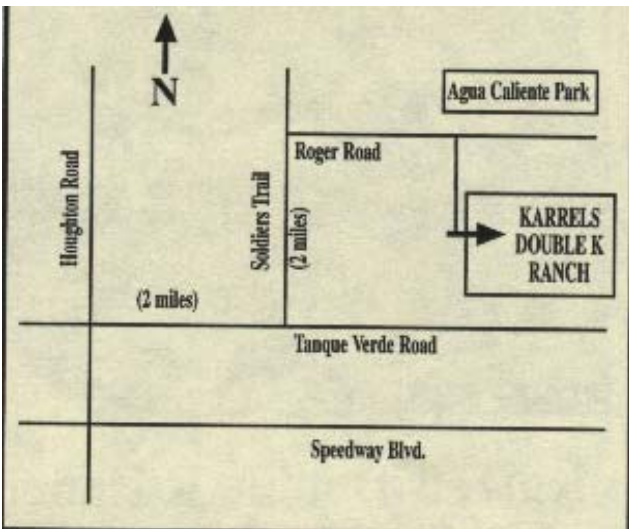 N
Agua Caliente Park
Roger Road
Houghton Road
Soldiers Trail
(2 miles)
KARRELS
DOUBLE K
RANCH
(2 miles)
Tanque Verde Road
Speedway Blvd.